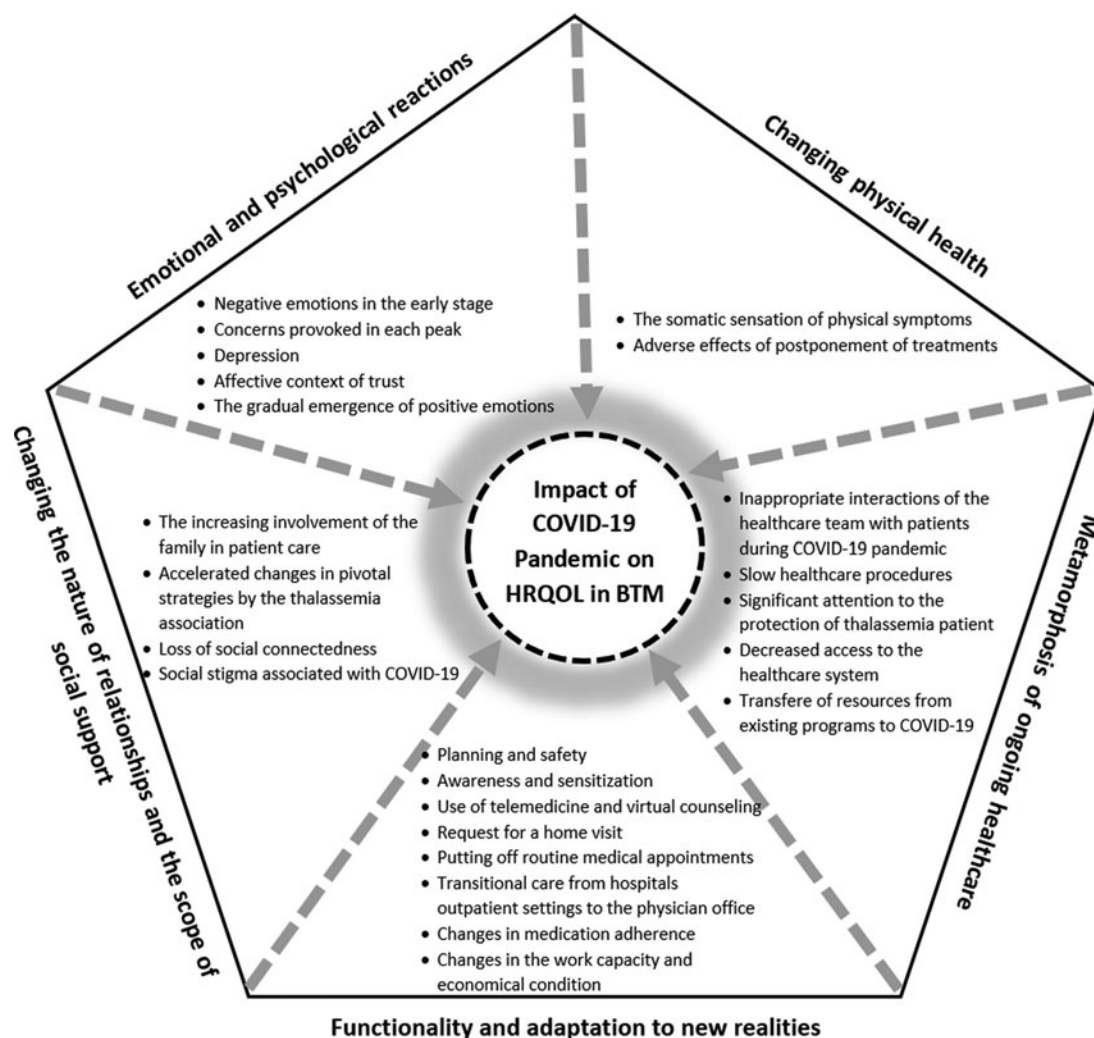 Emotional and psychological reactions
• Negative emotions in the early stage
• Concerns provoked in each peak
• Depression
• Affective context of trust
• The gradual emergence of positive emotions
Changing physical health
• The somatic sensation of physical symptoms
• Adverse effects of postponement of treatments
Impact of
COVID-19
Pandemic on
HRQOL in BTM
Changing the nature of relationships and the scope of
social support
• The increasing involvement of the
family in patient care
• Accelerated changes in pivotal
strategies by the thalassemia
association
• Loss of social connectedness
• Social stigma associated with COVID-19
Metamorphosis of ongoing healthcare
• Inappropriate interactions of the
healthcare team with patients
during COVID-19 pandemic
• Slow healthcare procedures
• Significant attention to the
protection of thalassemia patient
• Decreased access to the
healthcare system
• Transfere of resources from
existing programs to COVID-19
• Planning and safety
• Awareness and sensitization
• Use of telemedicine and virtual counseling
• Request for a home visit
• Putting off routine medical appointments
• Transitional care from hospitals
outpatient settings to the physician office
• Changes in medication adherence
• Changes in the work capacity and
economical condition
Functionality and adaptation to new realities